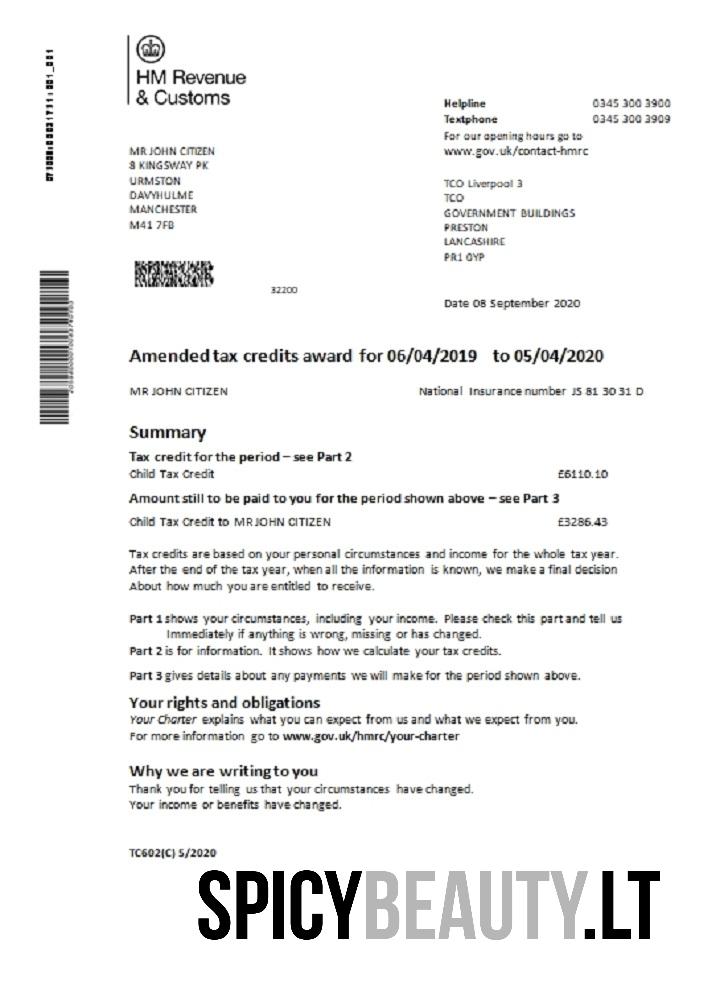 HM Revenue
& Customs
Helpline 0345 300 3900
Textphone 0345 300 3909
For our opening hours go to
www.gov.uk/contact-hmrc
MR JOHN CITIZEN
8 KINGSWAY PK
URMSTON
DAVYHULME
MANCHESTER
M41 7FB
TCO Liverpool 3
TCO
GOVERNMENT BUILDINGS
PRESTON
LANCASHIRE
PR1 0YP
32200
Date 08 September 2020
Amended tax credits award for 06/04/2019 to 05/04/2020
MR JOHN CITIZEN National Insurance number JS 81 30 31 D
Summary
Tax credit for the period – see Part 2
Child Tax Credit £6110.10
Amount still to be paid to you for the period shown above – see Part 3
Child Tax Credit to MR JOHN CITIZEN £3286.43
Tax credits are based on your personal circumstances and income for the whole tax year.
After the end of the tax year, when all the information is known, we make a final decision
About how much you are entitled to receive.
Part 1 shows your circumstances, including your income. Please check this part and tell us
Immediately if anything is wrong, missing or has changed.
Part 2 is for information. It shows how we calculate your tax credits.
Part 3 gives details about any payments we will make for the period shown above.
Your rights and obligations
Your Charter explains what you can expect from us and what we expect from you.
For more information go to www.gov.uk/hmrc/your-charter
Why we are writing to you
Thank you for telling us that your circumstances have changed.
Your income or benefits have changed.
TC602(C) 5/2020
SPICYBEAUTY.LT